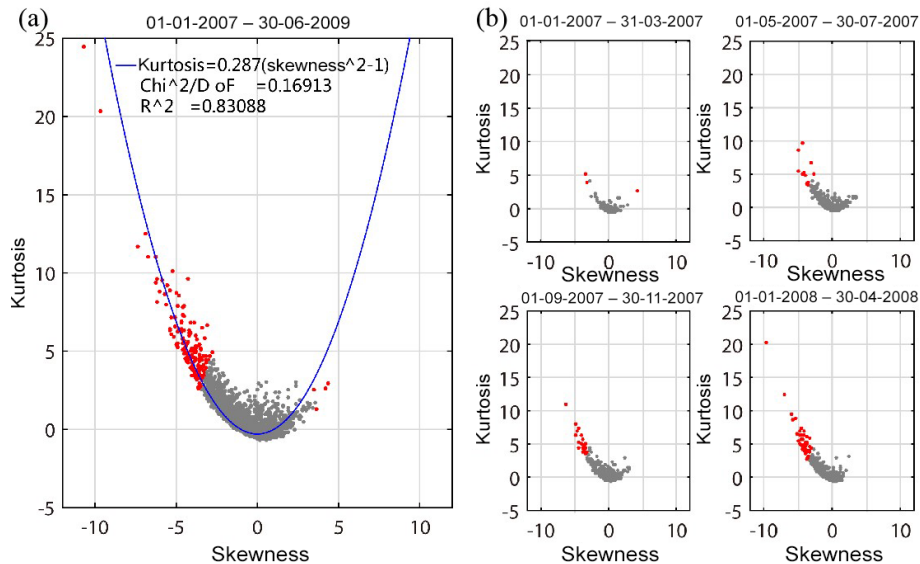 (a)
01-01-2007 – 30-06-2009
25
20
15
10
5
0
-5
Kurtosis
Kurtosis=0.287(skewness^2-1)
Chi^2/D oF =0.16913
R^2 =0.83088
-10 -5 0 5 10
Skewness
(b)
01-01-2007 – 31-03-2007
25
20
15
10
5
0
-5
Kurtosis
-10 0 10
Skewness
01-05-2007 – 30-07-2007
25
20
15
10
5
0
-5
Kurtosis
-10 0 10
Skewness
01-09-2007 – 30-11-2007
25
20
15
10
5
0
-5
Kurtosis
-10 0 10
Skewness
01-01-2008 – 30-04-2008
25
20
15
10
5
0
-5
Kurtosis
-10 0 10
Skewness